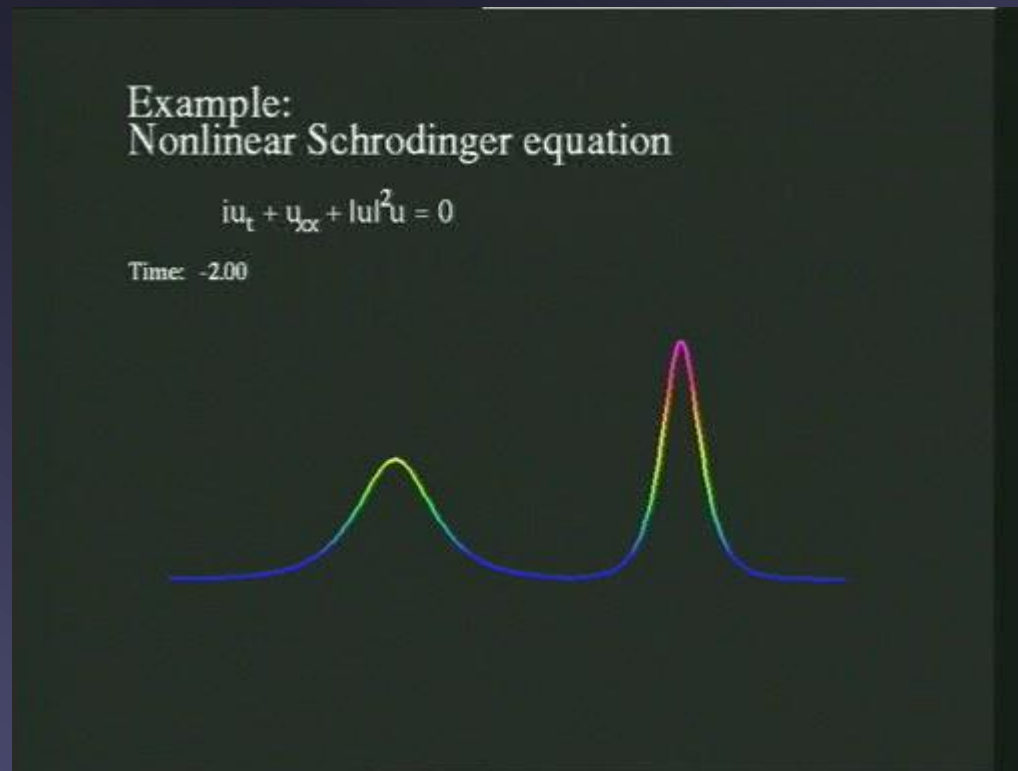 Example:
Nonlinear Schrodinger equation
iu_t + u_xx + |u|^2u = 0
Time: -2.00